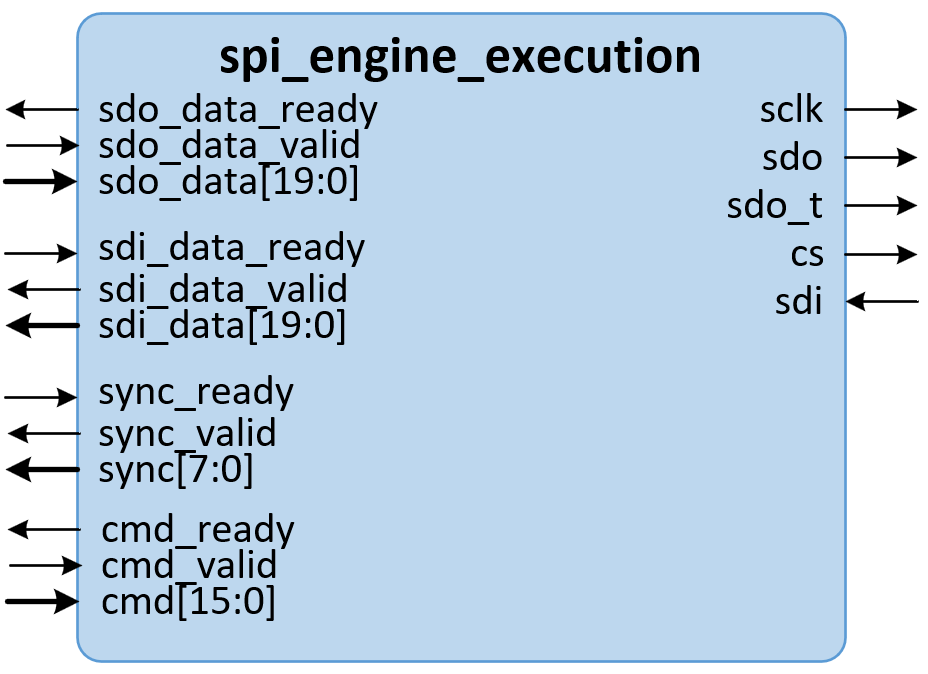 spi_engine_execution
sdo_data_ready
sdo_data_valid
sdo_data[19:0]
sdi_data_ready
sdi_data_valid
sdi_data[19:0]
sync_ready
sync_valid
sync[7:0]
cmd_ready
cmd_valid
cmd[15:0]
sclk
sdo
sdo_t
cs
sdi